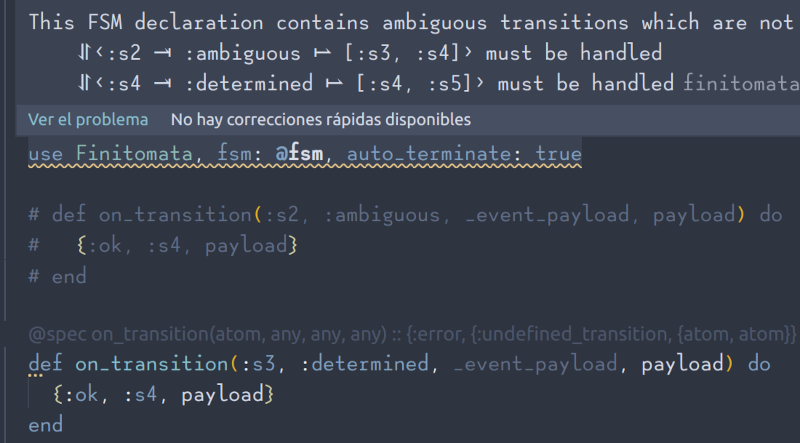 This FSM declaration contains ambiguous transitions which are not
⥯‹:s2 ⇥ :ambiguous ↦ [:s3, :s4]› must be handled
⥯‹:s4 ⇥ :determined ↦ [:s4, :s5]› must be handled finitomata
Ver el problema No hay correcciones rápidas disponibles
use Finitomata, fsm: @fsm, auto_terminate: true
# def on_transition(:s2, :ambiguous, _event_payload, payload) do
#   {:ok, :s4, payload}
# end
@spec on_transition(atom, any, any, any) :: {:error, {:undefined_transition, {atom, atom}}
def on_transition(:s3, :determined, _event_payload, payload) do
  {:ok, :s4, payload}
end